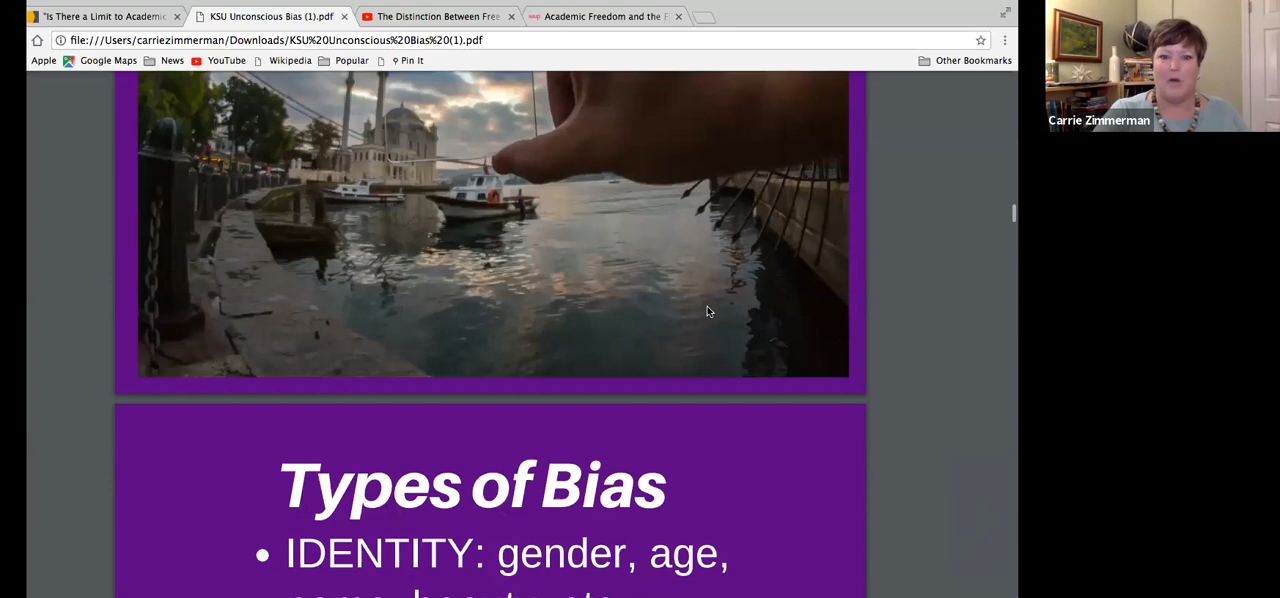 "Is There a Limit to Academic
KSU Unconscious Bias (1).pdf
The Distinction Between Free
Academic Freedom and the F
file:///Users/carriezimmerman/Downloads/KSU%20Unconscious%20Bias%20(1).pdf
Apple Google Maps News YouTube Wikipedia Popular Pin It Other Bookmarks
Carrie Zimmerman
Types of Bias
• IDENTITY: gender, age,